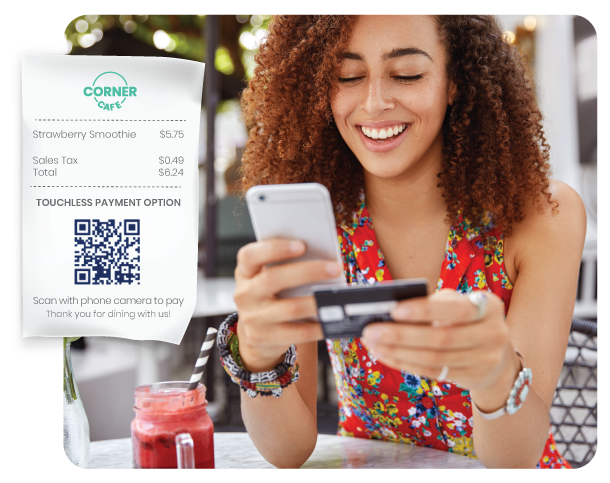 CORNER
CAFE
Strawberry Smoothie $5.75
Sales Tax $0.49
Total $6.24
TOUCHLESS PAYMENT OPTION
Scan with phone camera to pay
Thank you for dining with us!